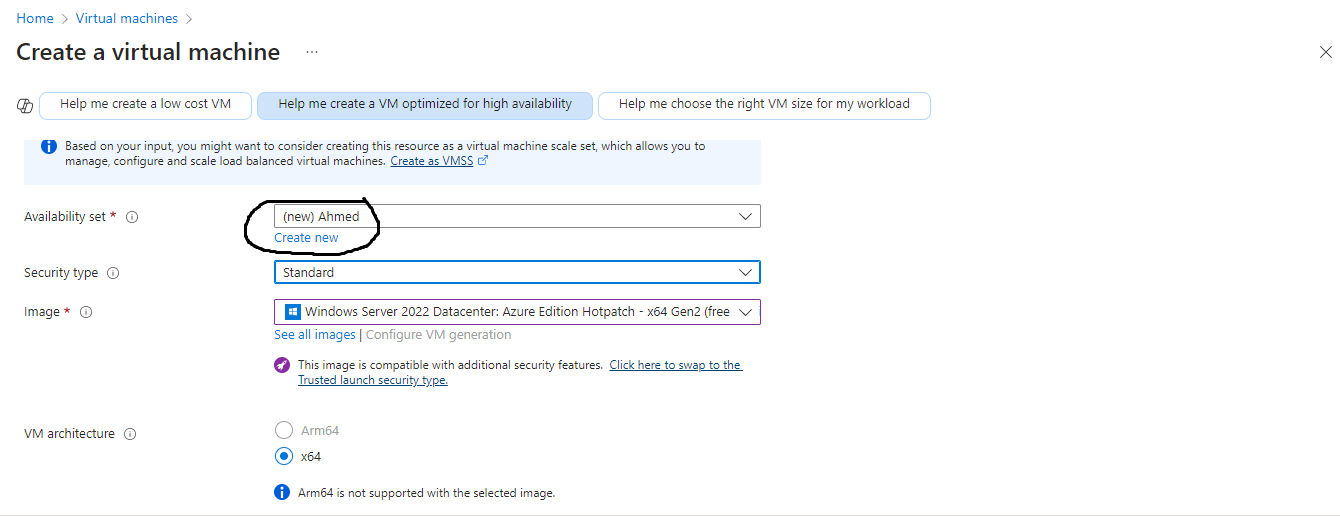 Home > Virtual machines >
Create a virtual machine ...
Help me create a low cost VM
Help me create a VM optimized for high availability
Help me choose the right VM size for my workload
Based on your input, you might want to consider creating this resource as a virtual machine scale set, which allows you to
manage, configure and scale load balanced virtual machines. Create as VMSS
Availability set *
(new) Ahmed
Create new
Security type
Standard
Image *
Windows Server 2022 Datacenter: Azure Edition Hotpatch - x64 Gen2 (free
See all images | Configure VM generation
This image is compatible with additional security features. Click here to swap to the
Trusted launch security type.
VM architecture
Arm64
x64
Arm64 is not supported with the selected image.